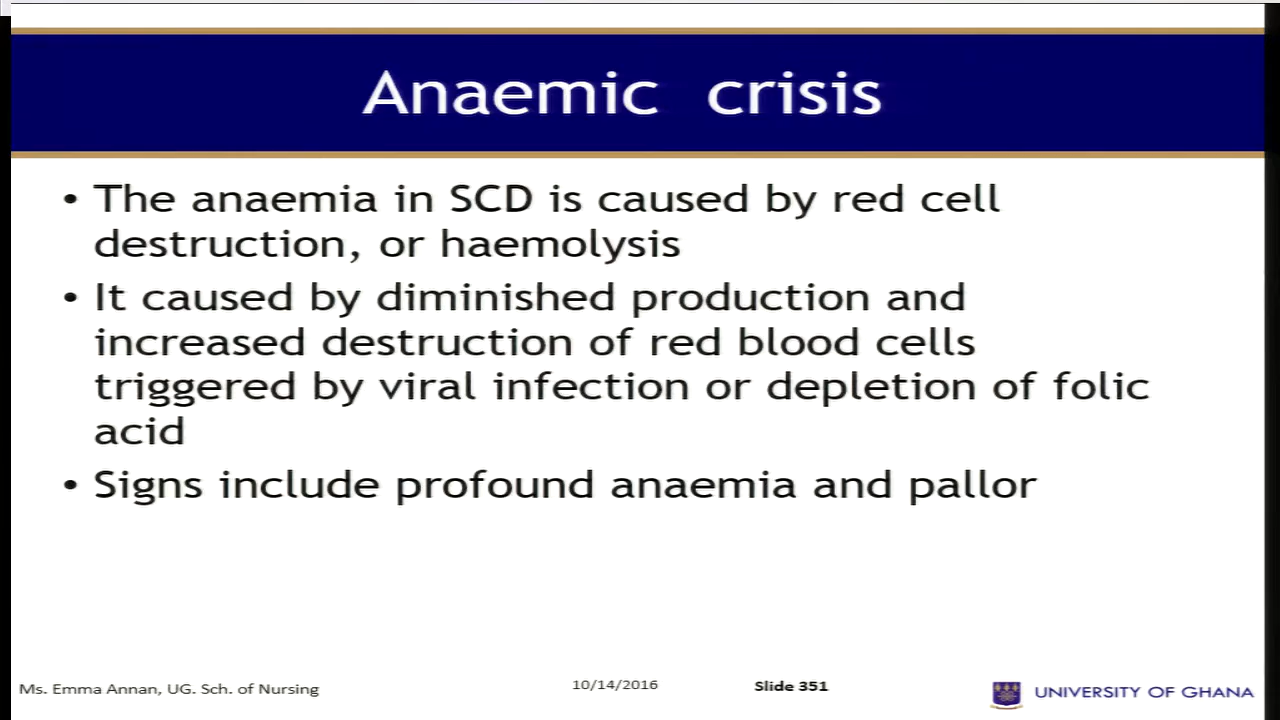 Anaemic crisis
• The anaemia in SCD is caused by red cell
destruction, or haemolysis
• It caused by diminished production and
increased destruction of red blood cells
triggered by viral infection or depletion of folic
acid
• Signs include profound anaemia and pallor
Ms. Emma Annan, UG. Sch. of Nursing
10/14/2016
Slide 351
UNIVERSITY OF GHANA